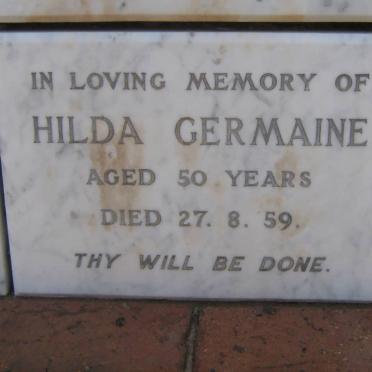 IN LOVING MEMORY OF
HILDA GERMAINE
AGED 50 YEARS
DIED 27. 8. 59.
THY WILL BE DONE.